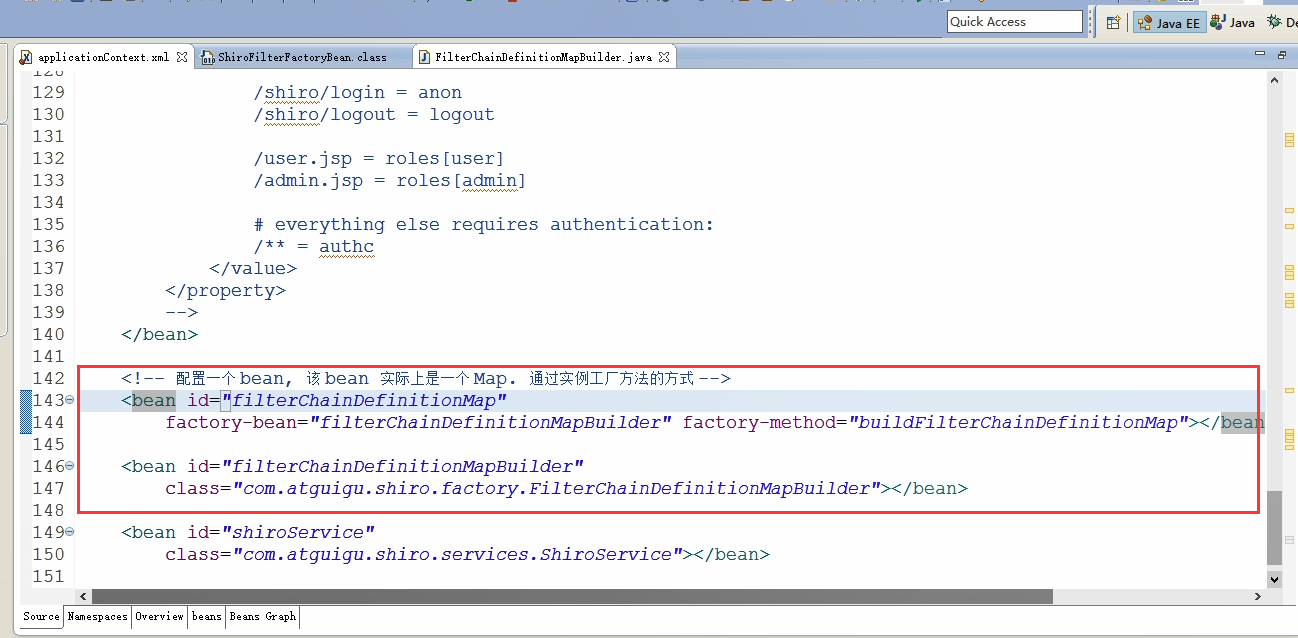 Quick Access
Java EE
Java
De
applicationContext.xml
ShiroFilterFactoryBean.class
FilterChainDefinitionMapBuilder.java
128
129 /shiro/login = anon
130 /shiro/logout = logout
131
132 /user.jsp = roles[user]
133 /admin.jsp = roles[admin]
134
135 # everything else requires authentication:
136 /** = authc
137 </value>
138 </property>
139 -->
140 </bean>
141
142 <!-- 配置一个 bean, 该 bean 实际上是一个 Map. 通过实例工厂方法的方式 -->
143 <bean id="filterChainDefinitionMap"
144 factory-bean="filterChainDefinitionMapBuilder" factory-method="buildFilterChainDefinitionMap"></bean
145
146 <bean id="filterChainDefinitionMapBuilder"
147 class="com.atguigu.shiro.factory.FilterChainDefinitionMapBuilder"></bean>
148
149 <bean id="shiroService"
150 class="com.atguigu.shiro.services.ShiroService"></bean>
151
Source Namespaces Overview beans Beans Graph